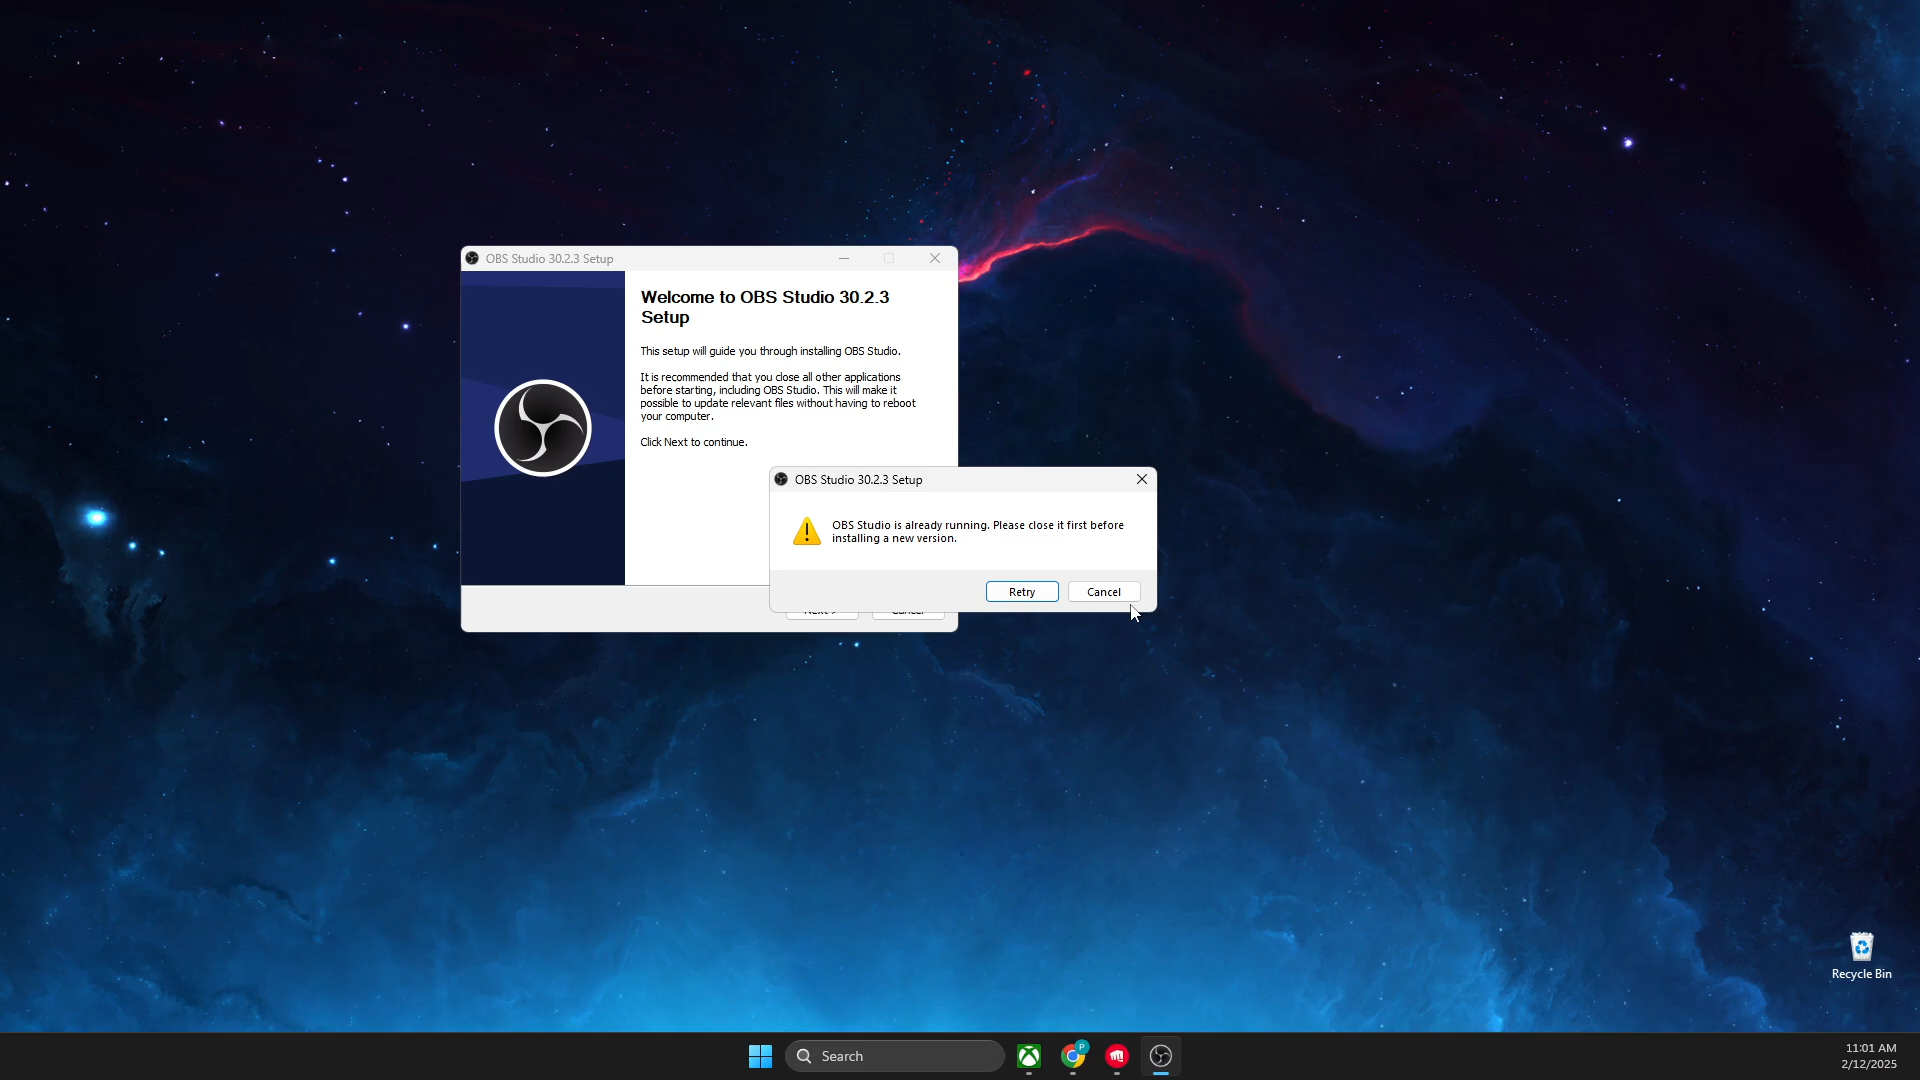 OBS Studio 30.2.3 Setup
Welcome to OBS Studio 30.2.3
Setup
This setup will guide you through installing OBS Studio.
It is recommended that you close all other applications
before starting, including OBS Studio. This will make it
possible to update relevant files without having to reboot
your computer.
Click Next to continue.
OBS Studio 30.2.3 Setup
OBS Studio is already running. Please close it first before
installing a new version.
Retry
Cancel
Next >
Cancel
Recycle Bin
Search
P
11:01 AM
2/12/2025